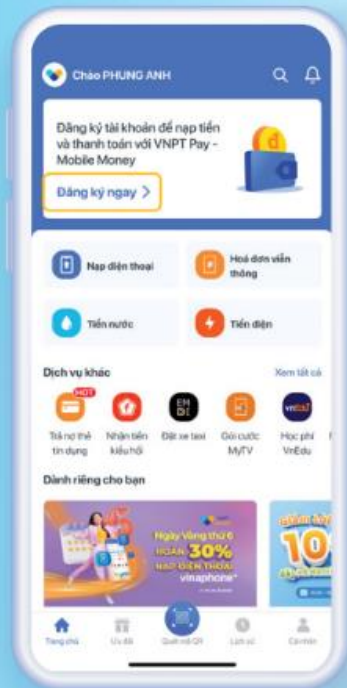 Chào PHUNG ANH
Đăng ký tài khoản để nạp tiền
và thanh toán với VNPT Pay -
Mobile Money
Đăng ký ngay >
Nạp điện thoại
Hoá đơn viễn
thông
Tiền nước
Tiền điện
Dịch vụ khác
Xem tất cả
HOT
EM
DĐI
vnEdu
Trả nợ thẻ
tín dụng
Nhận tiền
kiều hối
Đặt xe taxi
Gói cước
MyTV
Học phí
VnEdu
Dành riêng cho bạn
Ngày Vàng thứ 6
HOÀN 30%
NẠP ĐIỆN THOẠI
vinaphone*
10
Trang chủ
Ưu đãi
Quét mã QR
Lịch sử
Cá nhân